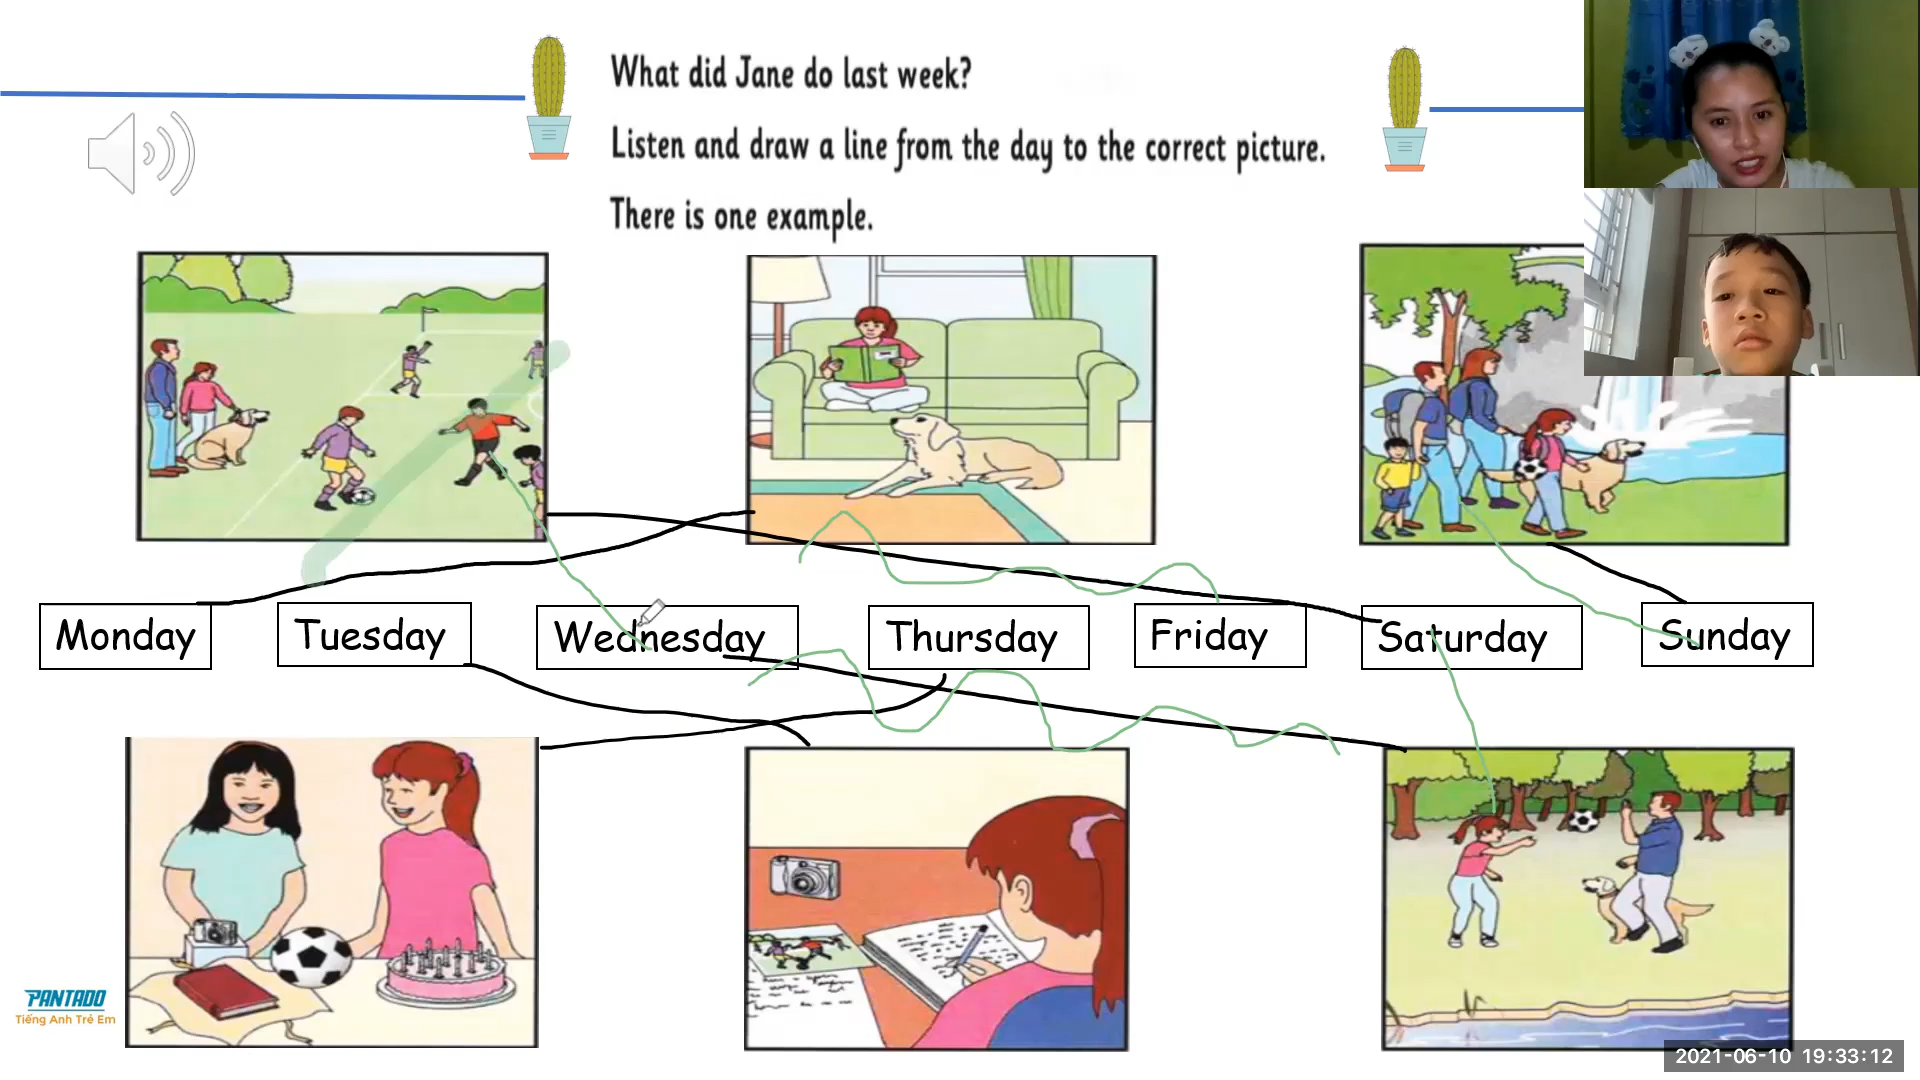 What did Jane do last week?
Listen and draw a line from the day to the correct picture.
There is one example.
Monday
Tuesday
Wednesday
Thursday
Friday
Saturday
Sunday
PANTADO
Tiếng Anh Trẻ Em
2021-06-10 19:33:12